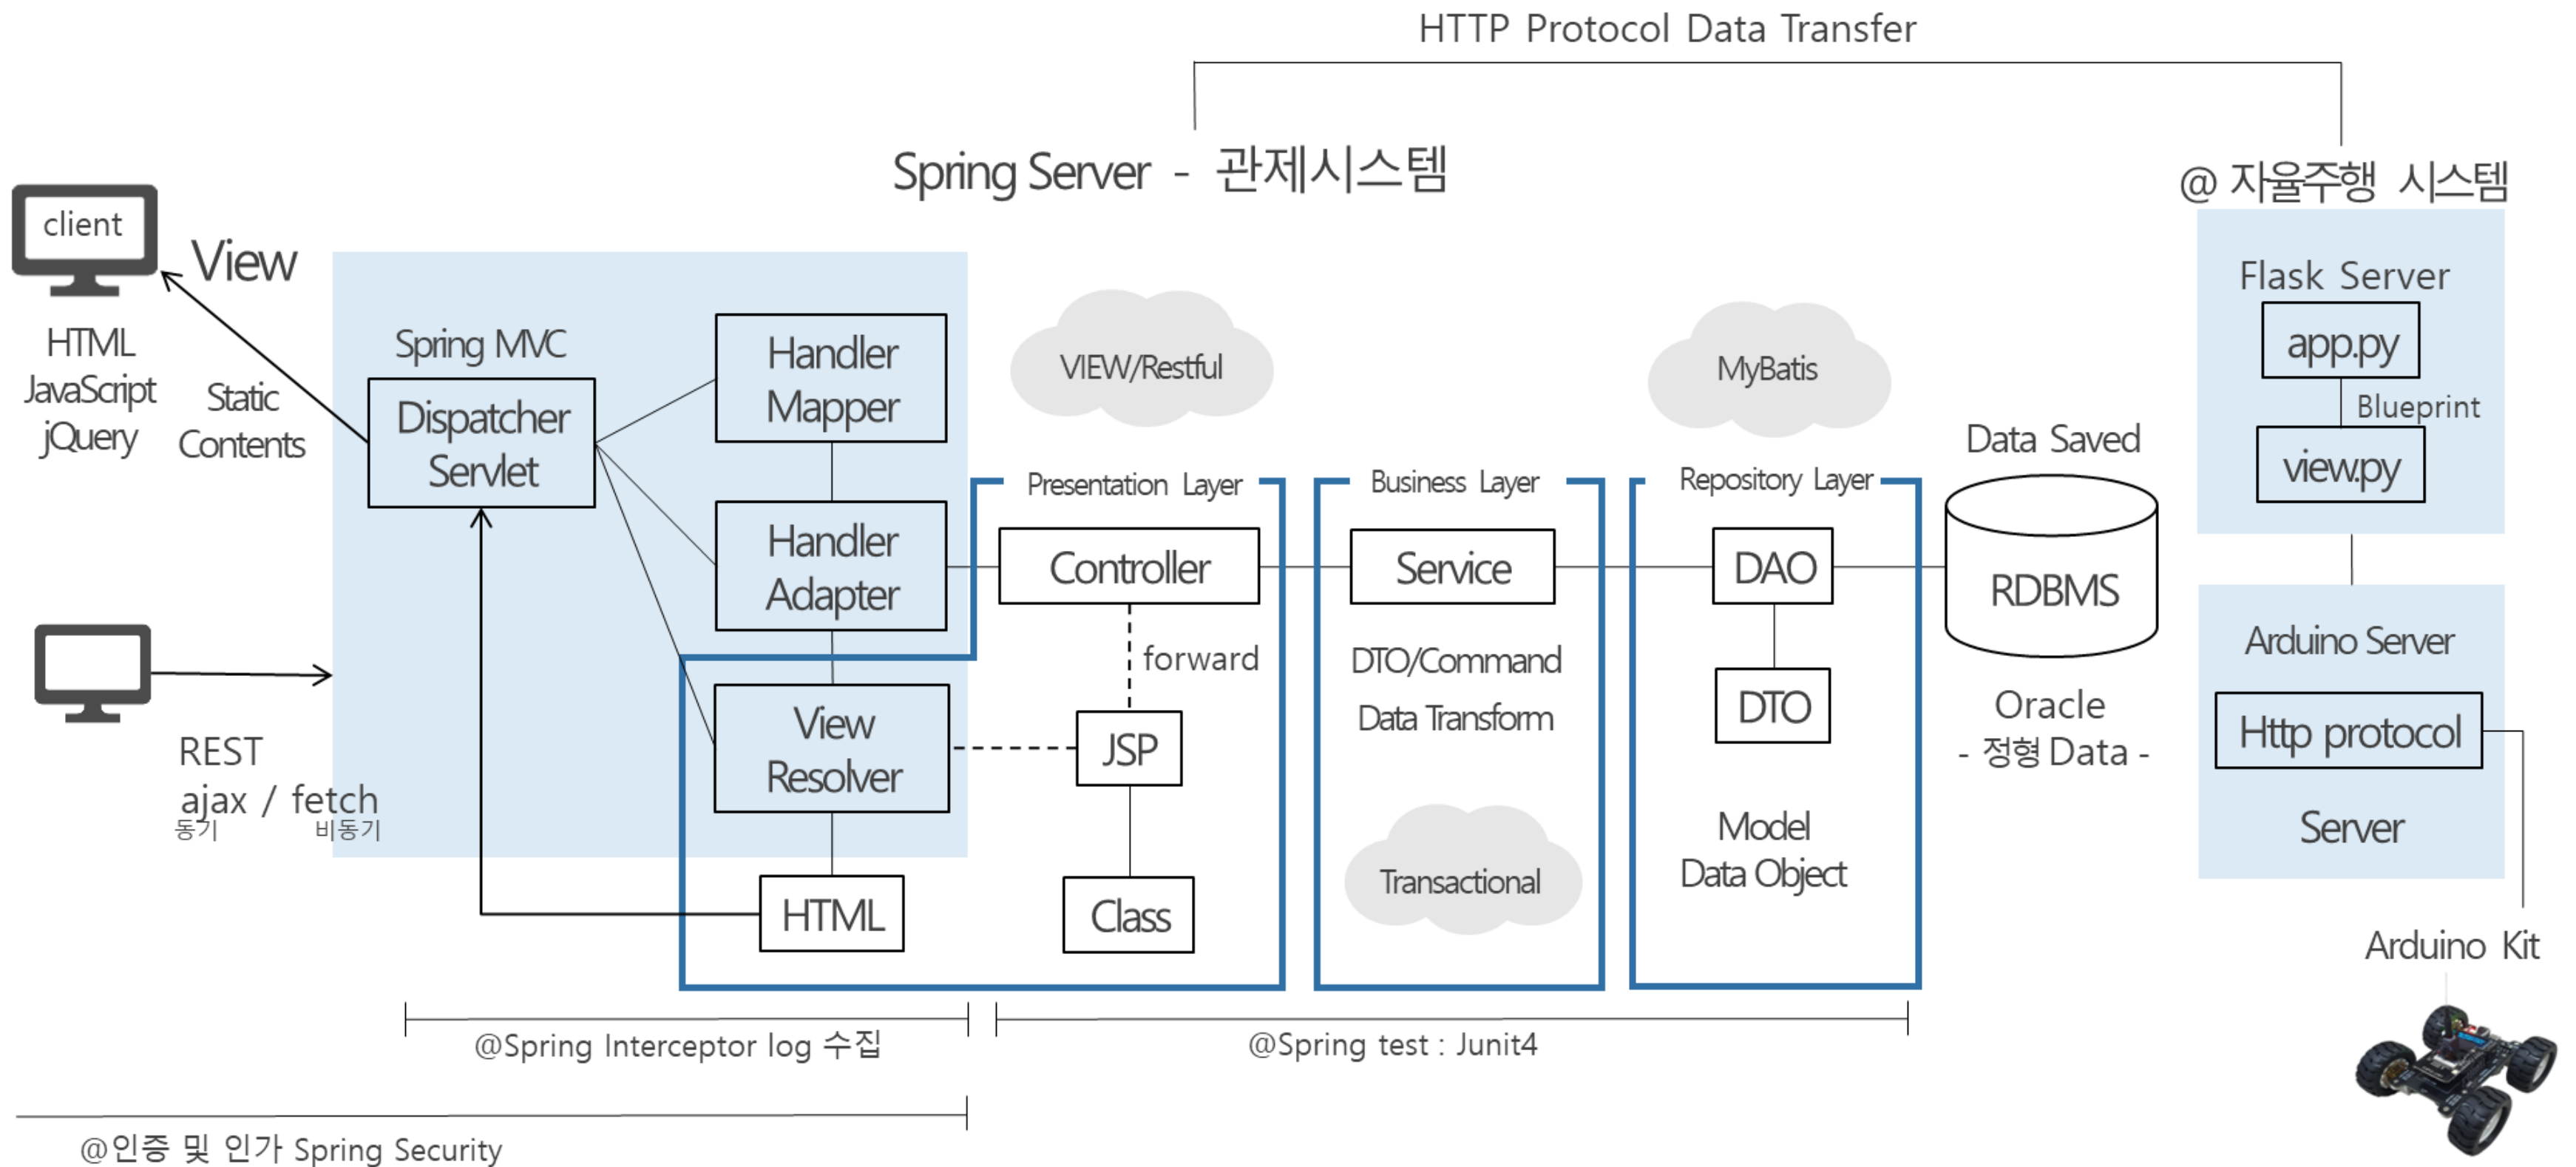 HTTP Protocol Data Transfer
Spring Server - 관제시스템
@ 자율주행 시스템
client
View
HTML
JavaScript
jQuery
Static
Contents
Spring MVC
Dispatcher
Servlet
Handler
Mapper
Handler
Adapter
View
Resolver
HTML
REST
ajax / fetch
동기 비동기
VIEW/Restful
Presentation Layer
Controller
forward
JSP
Class
Business Layer
Service
DTO/Command
Data Transform
Transactional
MyBatis
Repository Layer
DAO
DTO
Model
Data Object
Data Saved
RDBMS
Oracle
- 정형 Data -
Flask Server
app.py
Blueprint
view.py
Arduino Server
Http protocol
Server
Arduino Kit
@Spring Interceptor log 수집
@Spring test : Junit4
@인증 및 인가 Spring Security